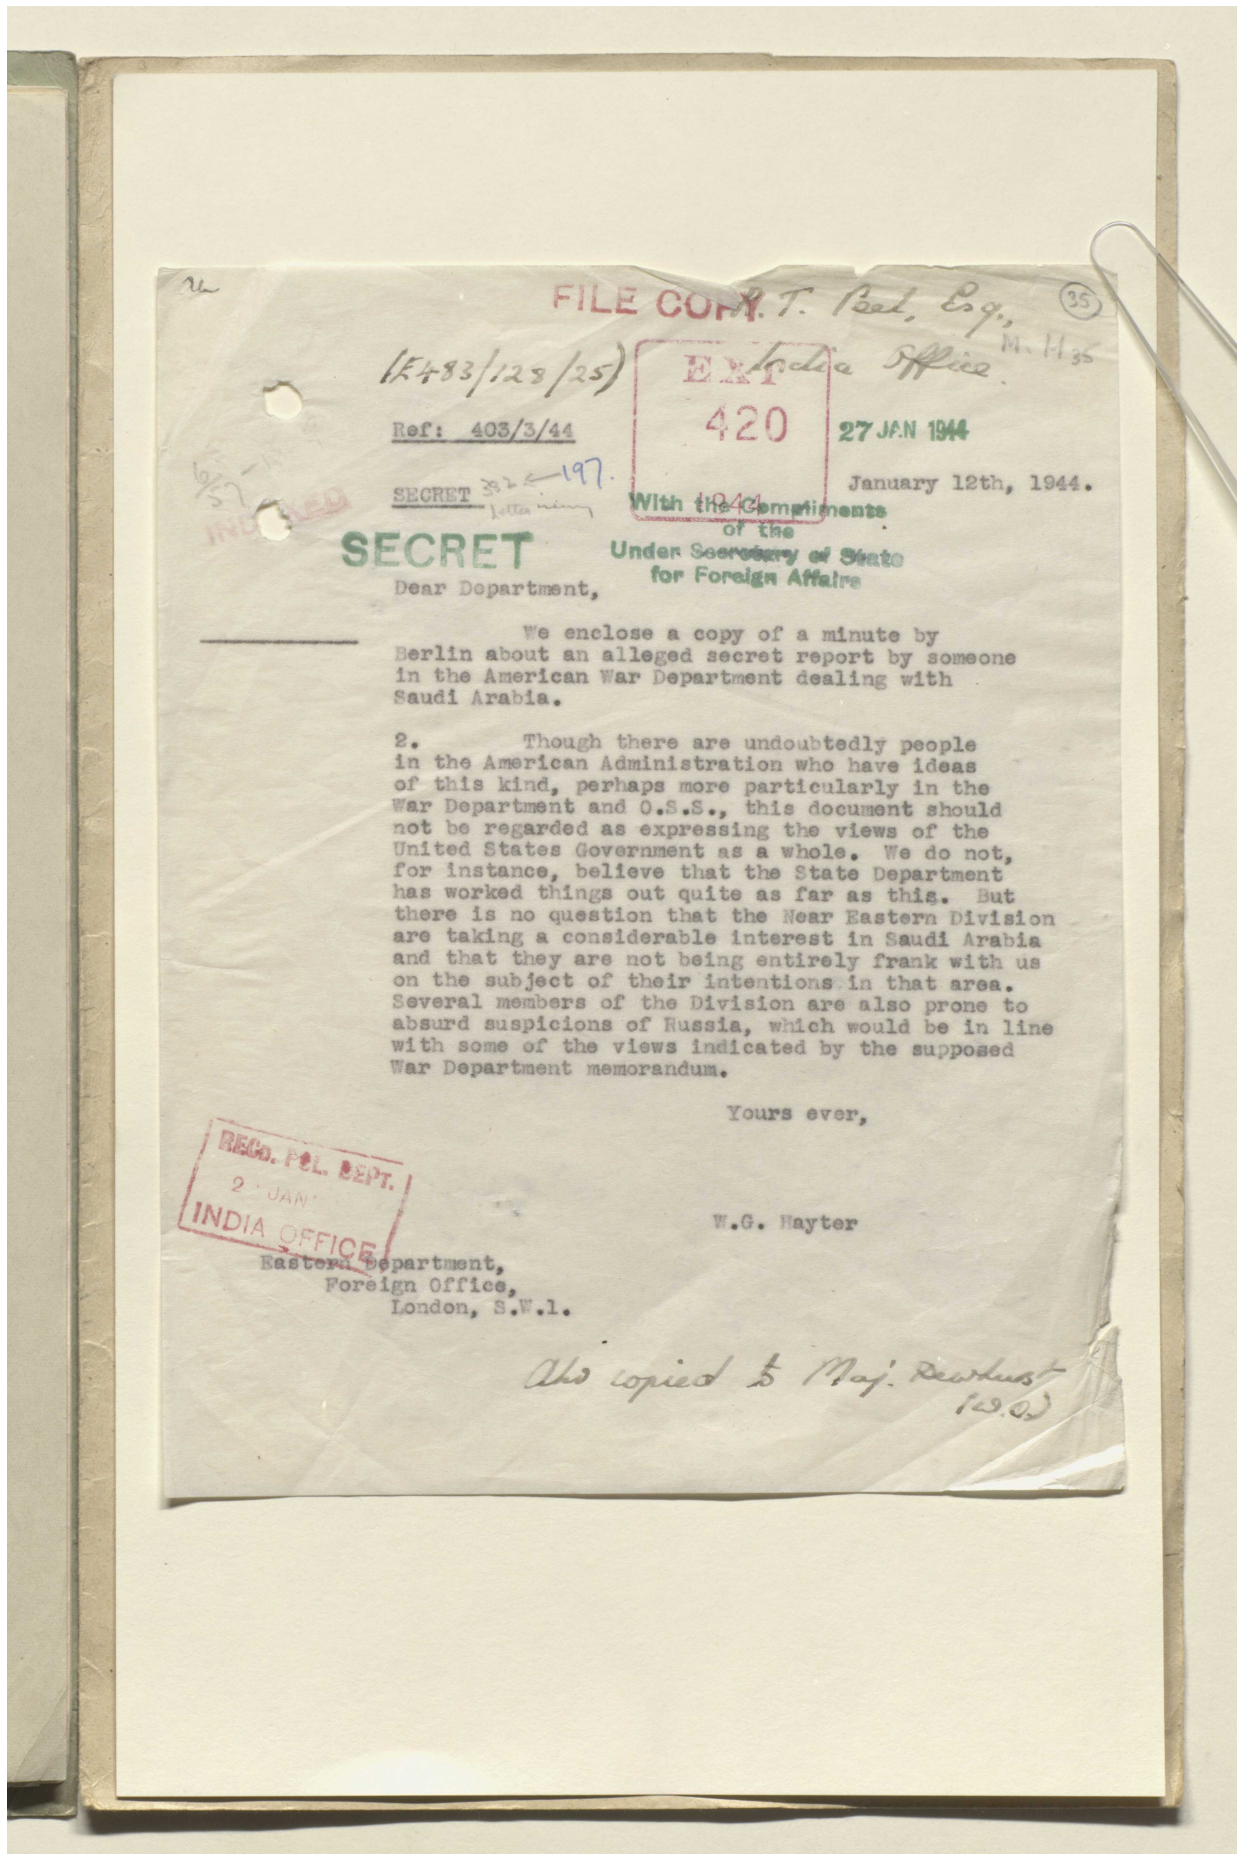 FILE COPY
R. T. Peel, Esq.,
35
India Office.
(E483/128/25)
EXT
420
1944
Ref: 403/3/44
27 JAN 1944
SECRET
197.
January 12th, 1944.
INDEXED
With the Compliments
of the
Under Secretary of State
for Foreign Affairs
SECRET
Dear Department,
We enclose a copy of a minute by
Berlin about an alleged secret report by someone
in the American War Department dealing with
Saudi Arabia.
2. Though there are undoubtedly people
in the American Administration who have ideas
of this kind, perhaps more particularly in the
War Department and O.S.S., this document should
not be regarded as expressing the views of the
United States Government as a whole. We do not,
for instance, believe that the State Department
has worked things out quite as far as this. But
there is no question that the Near Eastern Division
are taking a considerable interest in Saudi Arabia
and that they are not being entirely frank with us
on the subject of their intentions in that area.
Several members of the Division are also prone to
absurd suspicions of Russia, which would be in line
with some of the views indicated by the supposed
War Department memorandum.
Yours ever,
RECD. POL. DEPT.
2 JAN
INDIA OFFICE
W.G. Hayter
Eastern Department,
Foreign Office,
London, S.W.1.
Also copied to Maj. Dewhurst
(W.O.)